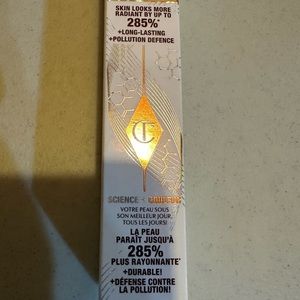 SKIN LOOKS MORE
RADIANT BY UP TO
285%*
+LONG-LASTING
+POLLUTION DEFENCE
CT
SCIENCE +
VOTRE PEAU SOUS
SON MEILLEUR JOUR,
TOUS LES JOURS!
LA PEAU
PARAÎT JUSQU'À
285%
PLUS RAYONNANTE*
+DURABLE!
+DÉFENSE CONTRE
LA POLLUTION!